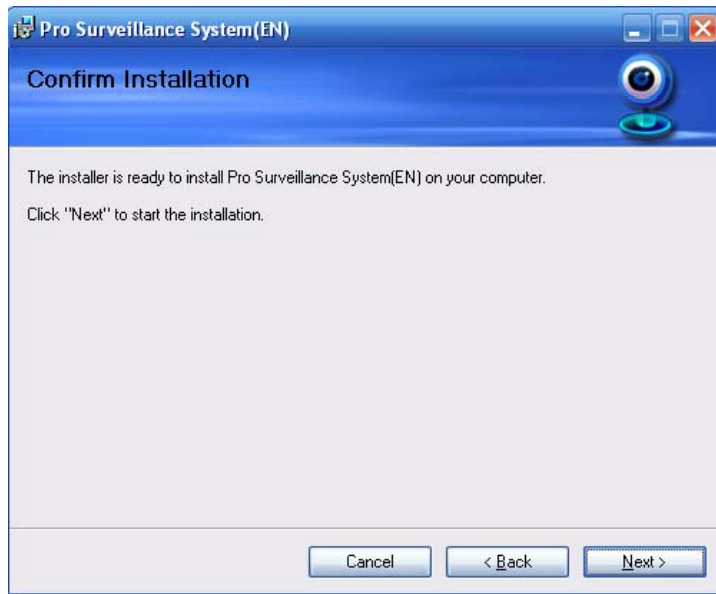 Pro Surveillance System(EN)
Confirm Installation
The installer is ready to install Pro Surveillance System(EN) on your computer.
Click "Next" to start the installation.
Cancel
< Back
Next >